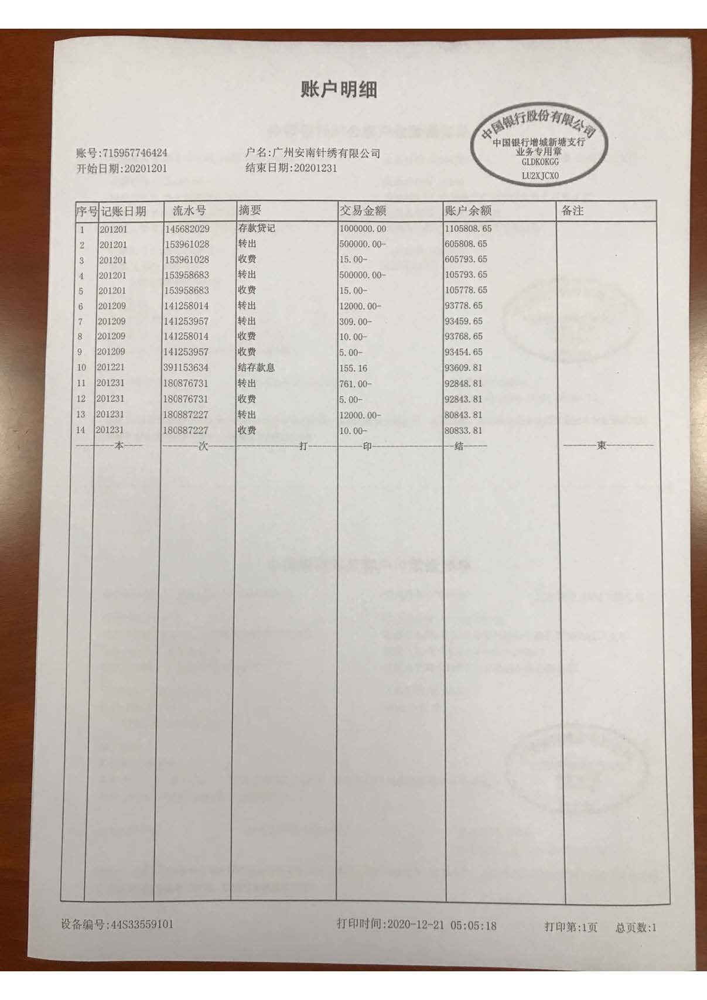 账户明细
中国银行股份有限公司
中国银行增城新塘支行
业务专用章
GLDKOKGG
LU2XJCX0
账号:715957746424 户名:广州安南针绣有限公司
开始日期:20201201 结束日期:20201231
序号 记账日期 流水号 摘要 交易金额 账户余额 备注
1 201201 145682029 存款贷记 1000000.00 1105808.65
2 201201 153961028 转出 500000.00- 605808.65
3 201201 153961028 收费 15.00- 605793.65
4 201201 153958683 转出 500000.00- 105793.65
5 201201 153958683 收费 15.00- 105778.65
6 201209 141258014 转出 12000.00- 93778.65
7 201209 141253957 转出 309.00- 93459.65
8 201209 141258014 收费 10.00- 93768.65
9 201209 141253957 收费 5.00- 93454.65
10 201221 391153634 结存款息 155.16 93609.81
11 201231 180876731 转出 761.00- 92848.81
12 201231 180876731 收费 5.00- 92843.81
13 201231 180887227 转出 12000.00- 80843.81
14 201231 180887227 收费 10.00- 80833.81
--------本---- -------次-----------------打-----------印----------------结----- -------束----------
设备编号:44S33559101 打印时间:2020-12-21 05:05:18 打印第:1页 总页数:1